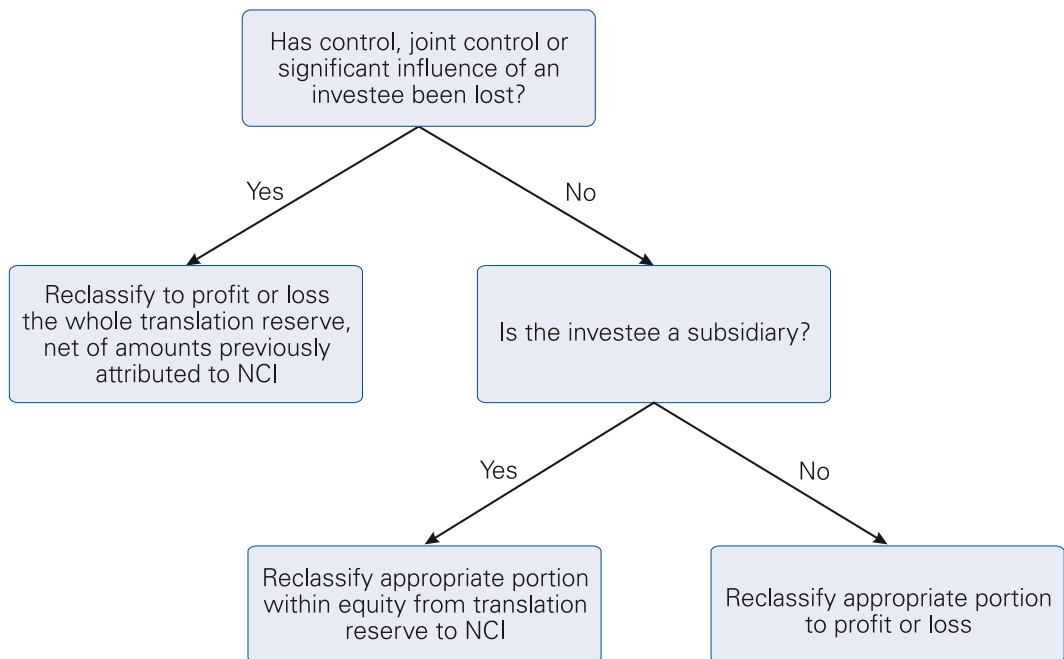 Has control, joint control or
significant influence of an
investee been lost?
Yes
No
Reclassify to profit or loss
the whole translation reserve,
net of amounts previously
attributed to NCI
Is the investee a subsidiary?
Yes
No
Reclassify appropriate portion
within equity from translation
reserve to NCI
Reclassify appropriate portion
to profit or loss